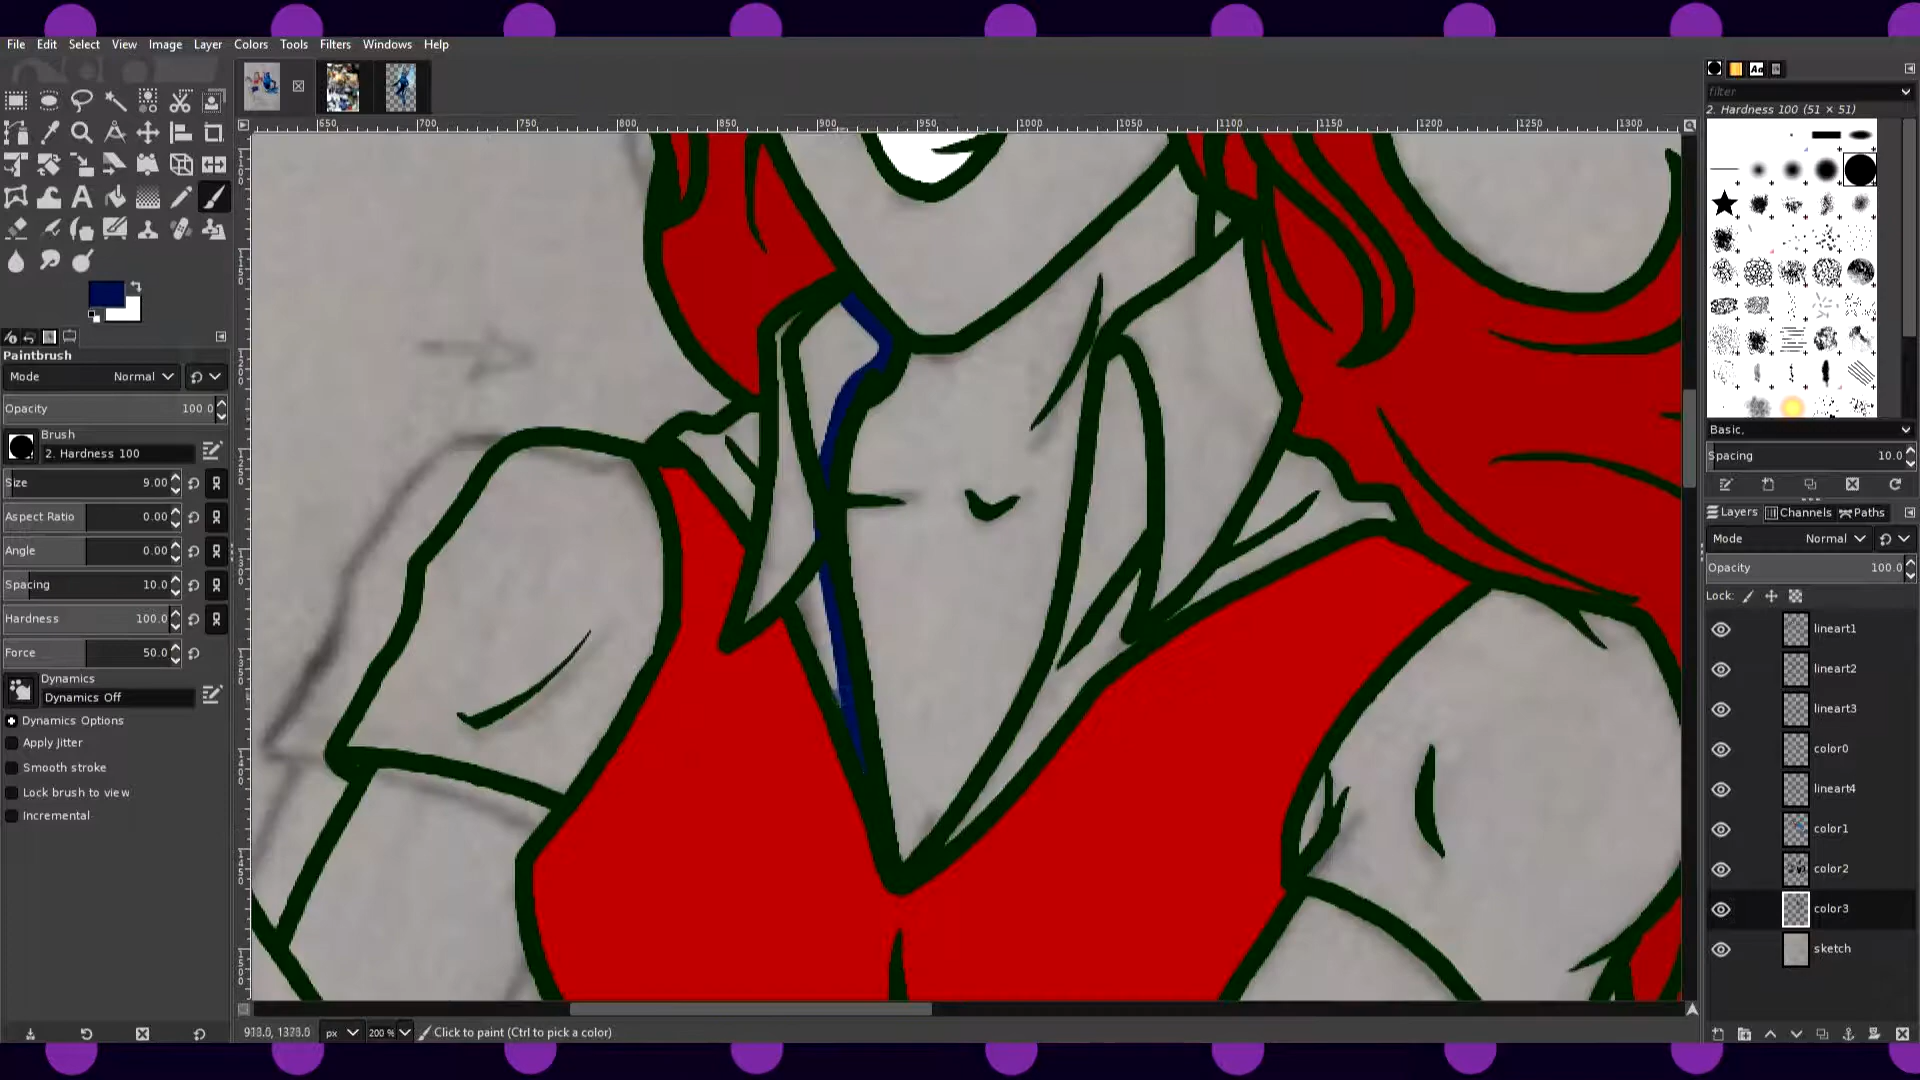 File Edit Select View Image Layer Colors Tools Filters Windows Help
650 700 750 800 850 900 950 1000 1050 1100 1150 1200 1250 1300
filter
2. Hardness 100 (51 × 51)
Basic,
Spacing 10.0
Paintbrush
Mode Normal
Opacity 100.0
Brush
2. Hardness 100
Size 9.00
Aspect Ratio 0.00
Angle 0.00
Spacing 10.0
Hardness 100.0
Force 50.0
Dynamics
Dynamics Off
Dynamics Options
Apply Jitter
Smooth stroke
Lock brush to view
Incremental
Layers Channels Paths
Mode Normal
Opacity 100.0
Lock:
lineart1
lineart2
lineart3
color0
lineart4
color1
color2
color3
sketch
px 200 % Click to paint (Ctrl to pick a color)